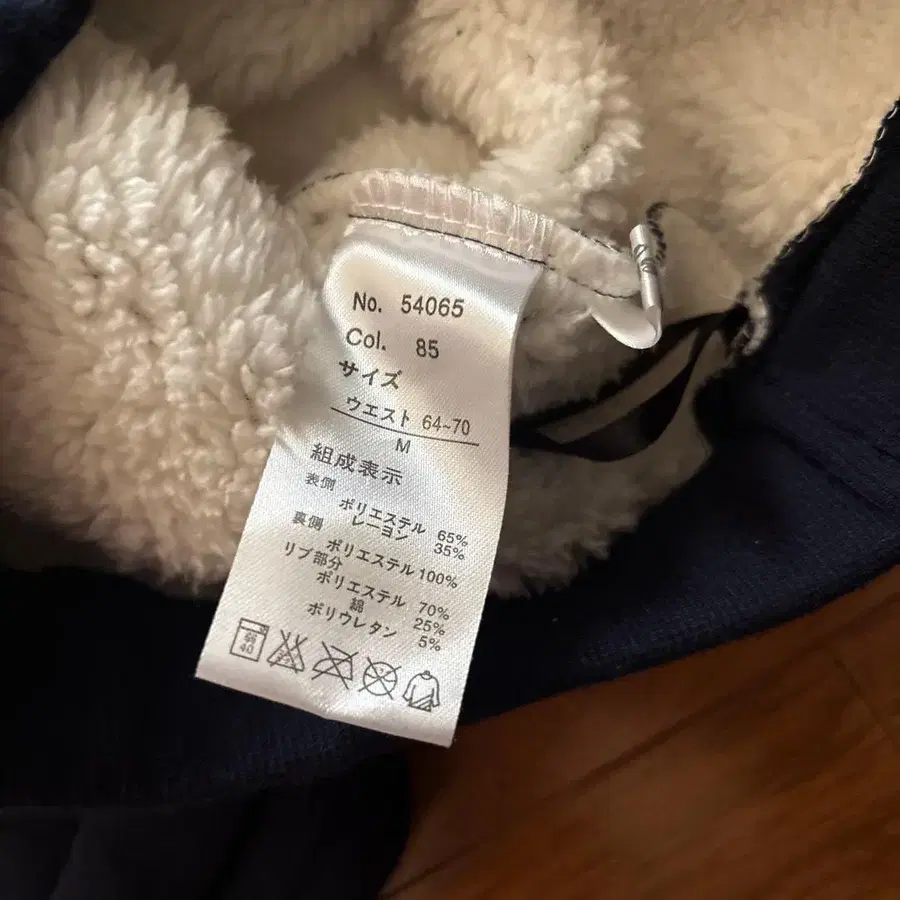 No. 54065
Col. 85
サイズ
ウエスト 64~70
M
組成表示
表側
ポリエステル 65%
レーヨン 35%
裏側
ポリエステル 100%
リブ部分
ポリエステル 70%
綿 25%
ポリウレタン 5%
弱
40